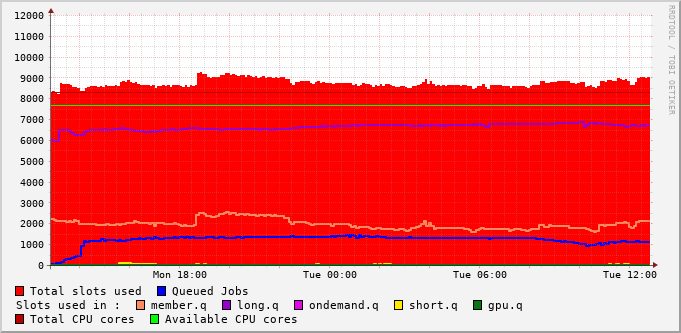 12000
11000
10000
9000
8000
7000
6000
5000
4000
3000
2000
1000
0
Mon 18:00 Tue 00:00 Tue 06:00 Tue 12:00
RRDTOOL / TOBI OETIKER
Total slots used Queued Jobs
Slots used in : member.q long.q ondemand.q short.q gpu.q
Total CPU cores Available CPU cores